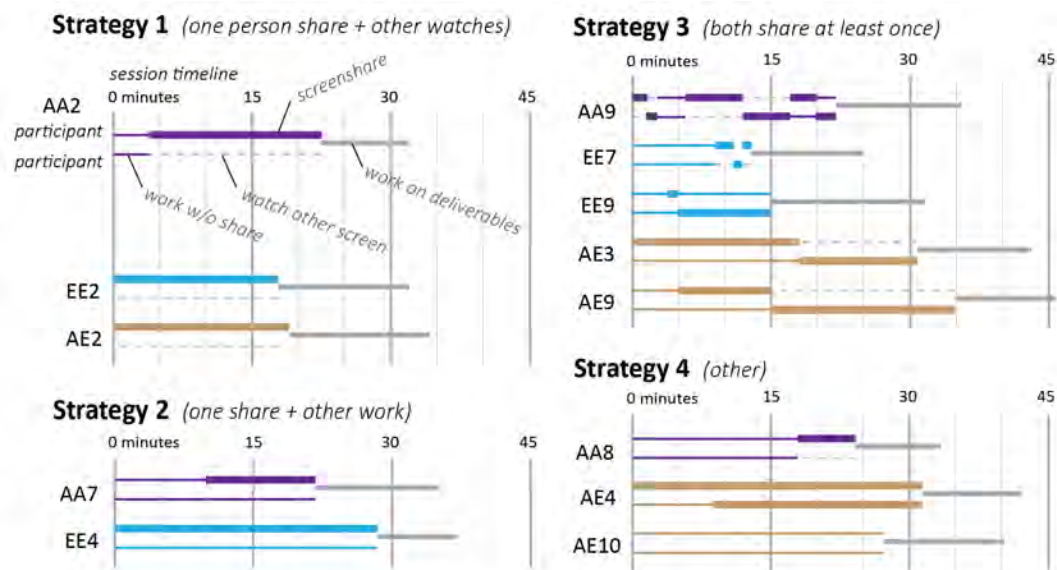 Strategy 1 (one person share + other watches)
session timeline
0 minutes 15 30 45
AA2
participant
participant
screenshare
work w/o share
watch other screen
work on deliverables
EE2
AE2
Strategy 2 (one share + other work)
0 minutes 15 30 45
AA7
EE4
Strategy 3 (both share at least once)
0 minutes 15 30 45
AA9
EE7
EE9
AE3
AE9
Strategy 4 (other)
0 minutes 15 30 45
AA8
AE4
AE10